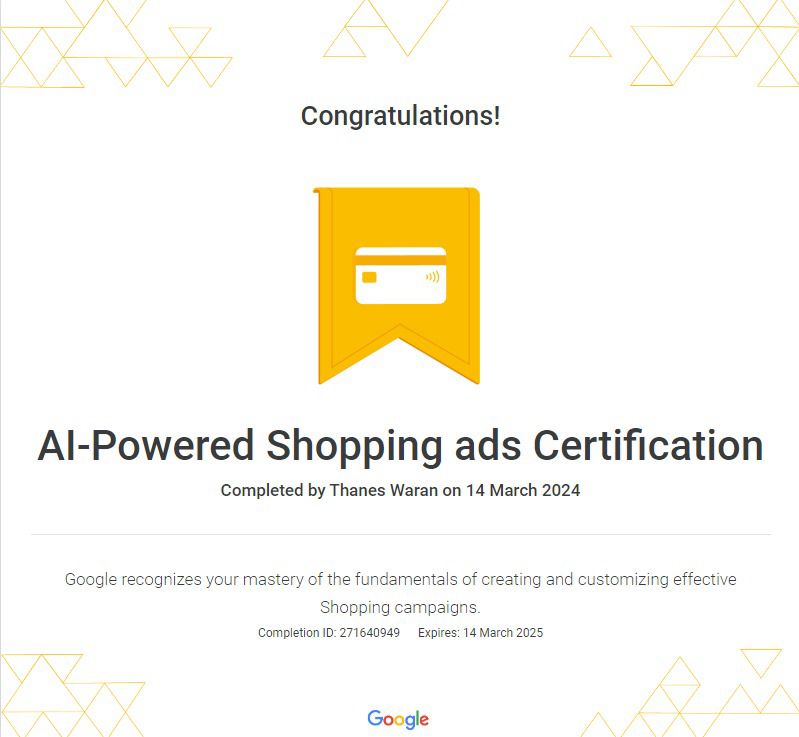 Congratulations!
AI-Powered Shopping ads Certification
Completed by Thanes Waran on 14 March 2024
Google recognizes your mastery of the fundamentals of creating and customizing effective
Shopping campaigns.
Completion ID: 271640949 Expires: 14 March 2025
Google